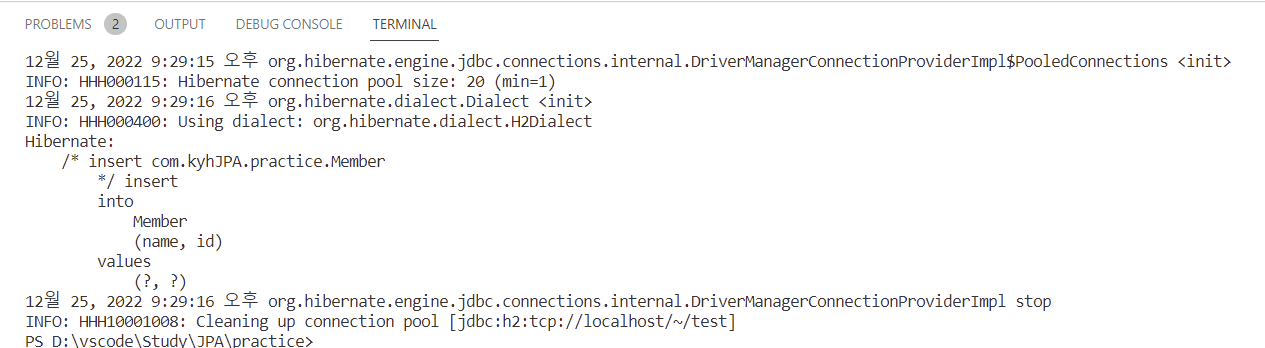 PROBLEMS 2 OUTPUT DEBUG CONSOLE TERMINAL
12월 25, 2022 9:29:15 오후 org.hibernate.engine.jdbc.connections.internal.DriverManagerConnectionProviderImpl$PooledConnections <init>
INFO: HHH000115: Hibernate connection pool size: 20 (min=1)
12월 25, 2022 9:29:16 오후 org.hibernate.dialect.Dialect <init>
INFO: HHH000400: Using dialect: org.hibernate.dialect.H2Dialect
Hibernate:
    /* insert com.kyhJPA.practice.Member
        */ insert
        into
            Member
            (name, id)
        values
            (?, ?)
12월 25, 2022 9:29:16 오후 org.hibernate.engine.jdbc.connections.internal.DriverManagerConnectionProviderImpl stop
INFO: HHH10001008: Cleaning up connection pool [jdbc:h2:tcp://localhost/~/test]
PS D:\vscode\Study\JPA\practice>